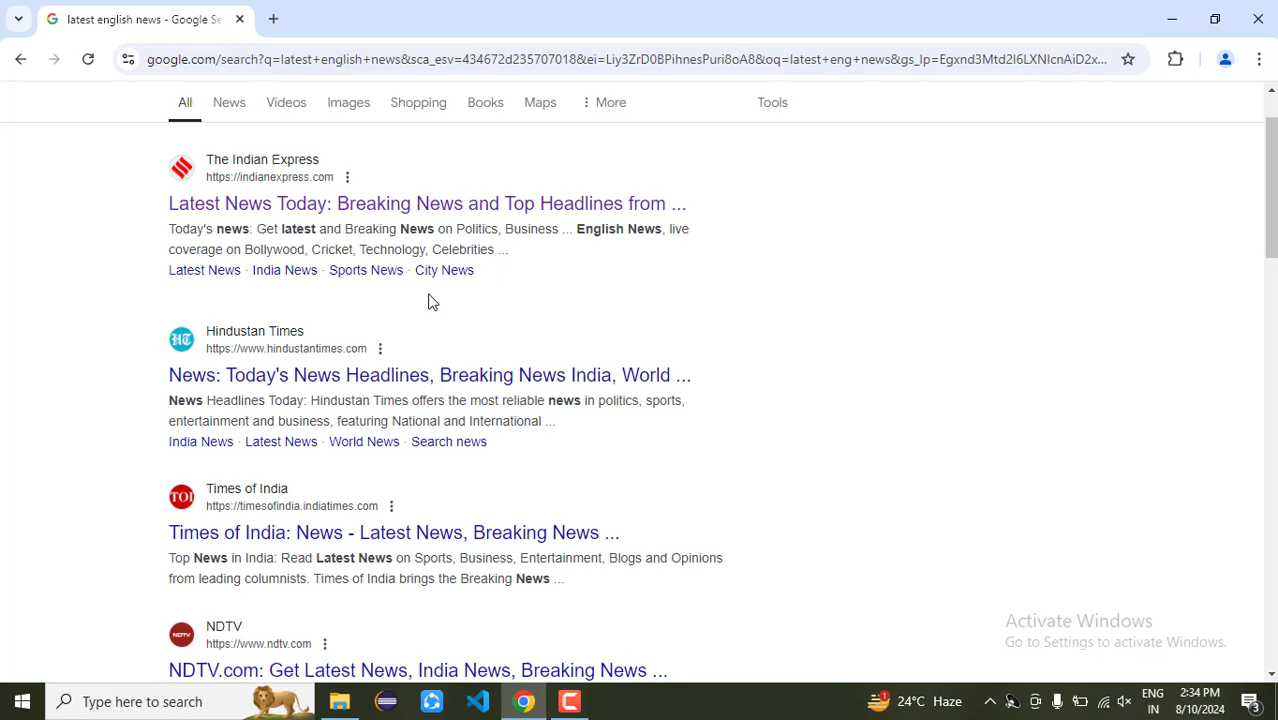 latest english news - Google Se
google.com/search?q=latest+english+news&sca_esv=434672d235707018&ei=Liy3ZrD0BPihnesPuri8oA8&oq=latest+eng+news&gs_lp=Egxnd3Mtd2l6LXNlcnAiD2x...
All News Videos Images Shopping Books Maps More Tools
The Indian Express
https://indianexpress.com
Latest News Today: Breaking News and Top Headlines from ...
Today's news: Get latest and Breaking News on Politics, Business ... English News, live
coverage on Bollywood, Cricket, Technology, Celebrities ...
Latest News · India News · Sports News · City News
HT
Hindustan Times
https://www.hindustantimes.com
News: Today's News Headlines, Breaking News India, World ...
News Headlines Today: Hindustan Times offers the most reliable news in politics, sports,
entertainment and business, featuring National and International ...
India News · Latest News · World News · Search news
TOI
Times of India
https://timesofindia.indiatimes.com
Times of India: News - Latest News, Breaking News ...
Top News in India: Read Latest News on Sports, Business, Entertainment, Blogs and Opinions
from leading columnists. Times of India brings the Breaking News ...
NDTV
NDTV
https://www.ndtv.com
NDTV.com: Get Latest News, India News, Breaking News ...
Activate Windows
Go to Settings to activate Windows.
Type here to search
1
24°C Haze
ENG
IN
2:34 PM
8/10/2024
3